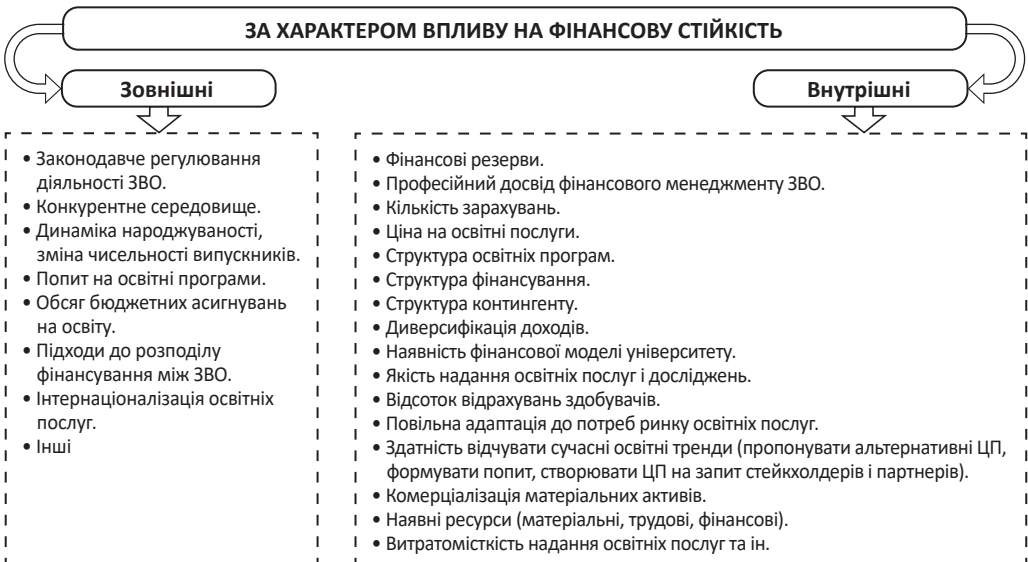 ЗА ХАРАКТЕРОМ ВПЛИВУ НА ФІНАНСОВУ СТІЙКІСТЬ
Зовнішні
• Законодавче регулювання
діяльності ЗВО.
• Конкурентне середовище.
• Динаміка народжуваності,
зміна чисельності випускників.
• Попит на освітні програми.
• Обсяг бюджетних асигнувань
на освіту.
• Підходи до розподілу
фінансування між ЗВО.
• Інтернаціоналізація освітніх
послуг.
• Інші
Внутрішні
• Фінансові резерви.
• Професійний досвід фінансового менеджменту ЗВО.
• Кількість зарахувань.
• Ціна на освітні послуги.
• Структура освітніх програм.
• Структура фінансування.
• Структура контингенту.
• Диверсифікація доходів.
• Наявність фінансової моделі університету.
• Якість надання освітніх послуг і досліджень.
• Відсоток відрахувань здобувачів.
• Повільна адаптація до потреб ринку освітніх послуг.
• Здатність відчувати сучасні освітні тренди (пропонувати альтернативні ЦП,
формувати попит, створювати ЦП на запит стейкхолдерів і партнерів).
• Комерціалізація матеріальних активів.
• Наявні ресурси (матеріальні, трудові, фінансові).
• Витратомісткість надання освітніх послуг та ін.